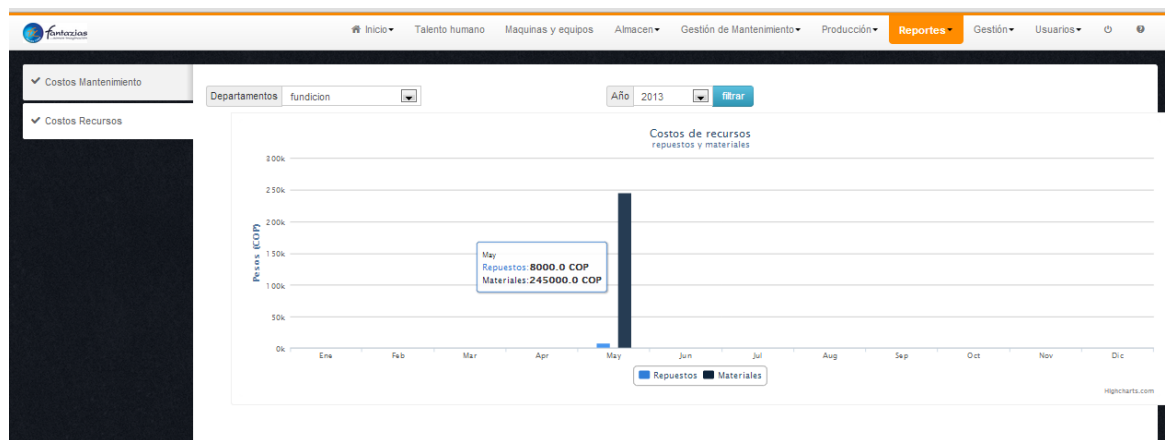 fantazias
Inicio Talento humano Maquinas y equipos Almacen Gestión de Mantenimiento Producción Reportes Gestión Usuarios
Costos Mantenimiento
Costos Recursos
Departamentos fundicion Año 2013 filtrar
Costos de recursos
repuestos y materiales
300k
250k
200k
150k
100k
50k
0k
Pesos (COP)
May
Repuestos:8000.0 COP
Materiales:245000.0 COP
Ene Feb Mar Apr May Jun Jul Aug Sep Oct Nov Dic
Repuestos Materiales
Highcharts.com